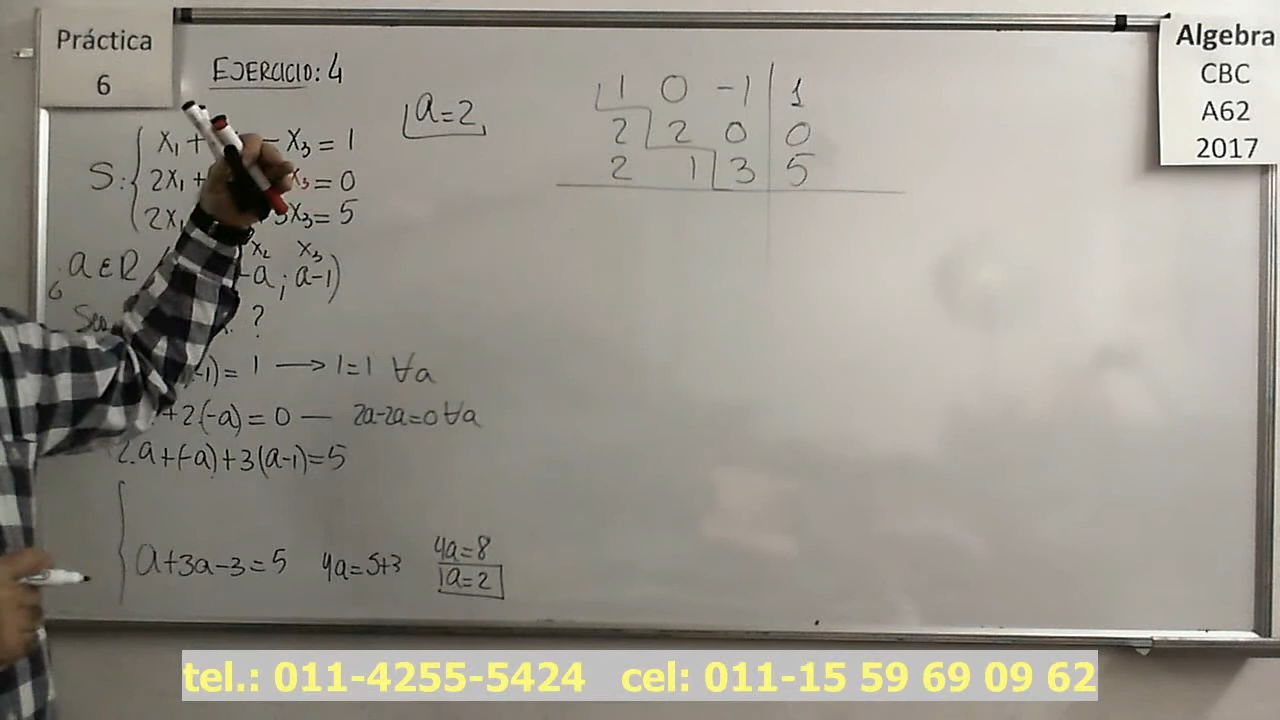 Práctica
6
EJERCICIO: 4
a=2
S: X₁+ -X₃=1
2X₁+ X₃=0
2X₁ 3X₃=5
X₂ X₃
¿a∈R -a; a-1)
?
-1)=1 → 1=1 ∀a
+2.(-a)=0 — 2a-2a=0 ∀a
2.a+(-a)+3(a-1)=5
a+3a-3=5 4a=5+3 4a=8
a=2
1 0 -1 | 1
2 2 0 0
2 1 3 5
Algebra
CBC
A62
2017
tel.: 011-4255-5424 cel: 011-15 59 69 09 62